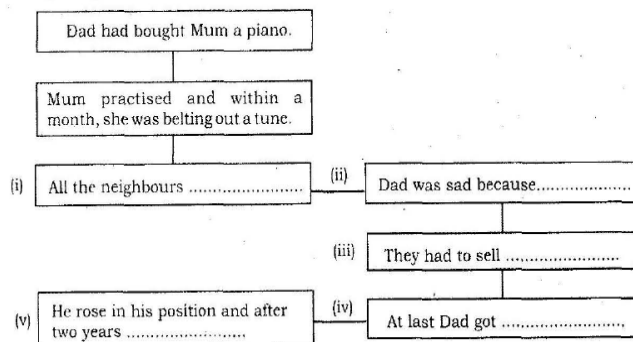 Dad had bought Mum a piano.
Mum practised and within a
month, she was belting out a tune.
(i) All the neighbours ........................
(ii) Dad was sad because....................
(iii) They had to sell ........................
(iv) At last Dad got ..........................
(v) He rose in his position and after
two years .........................